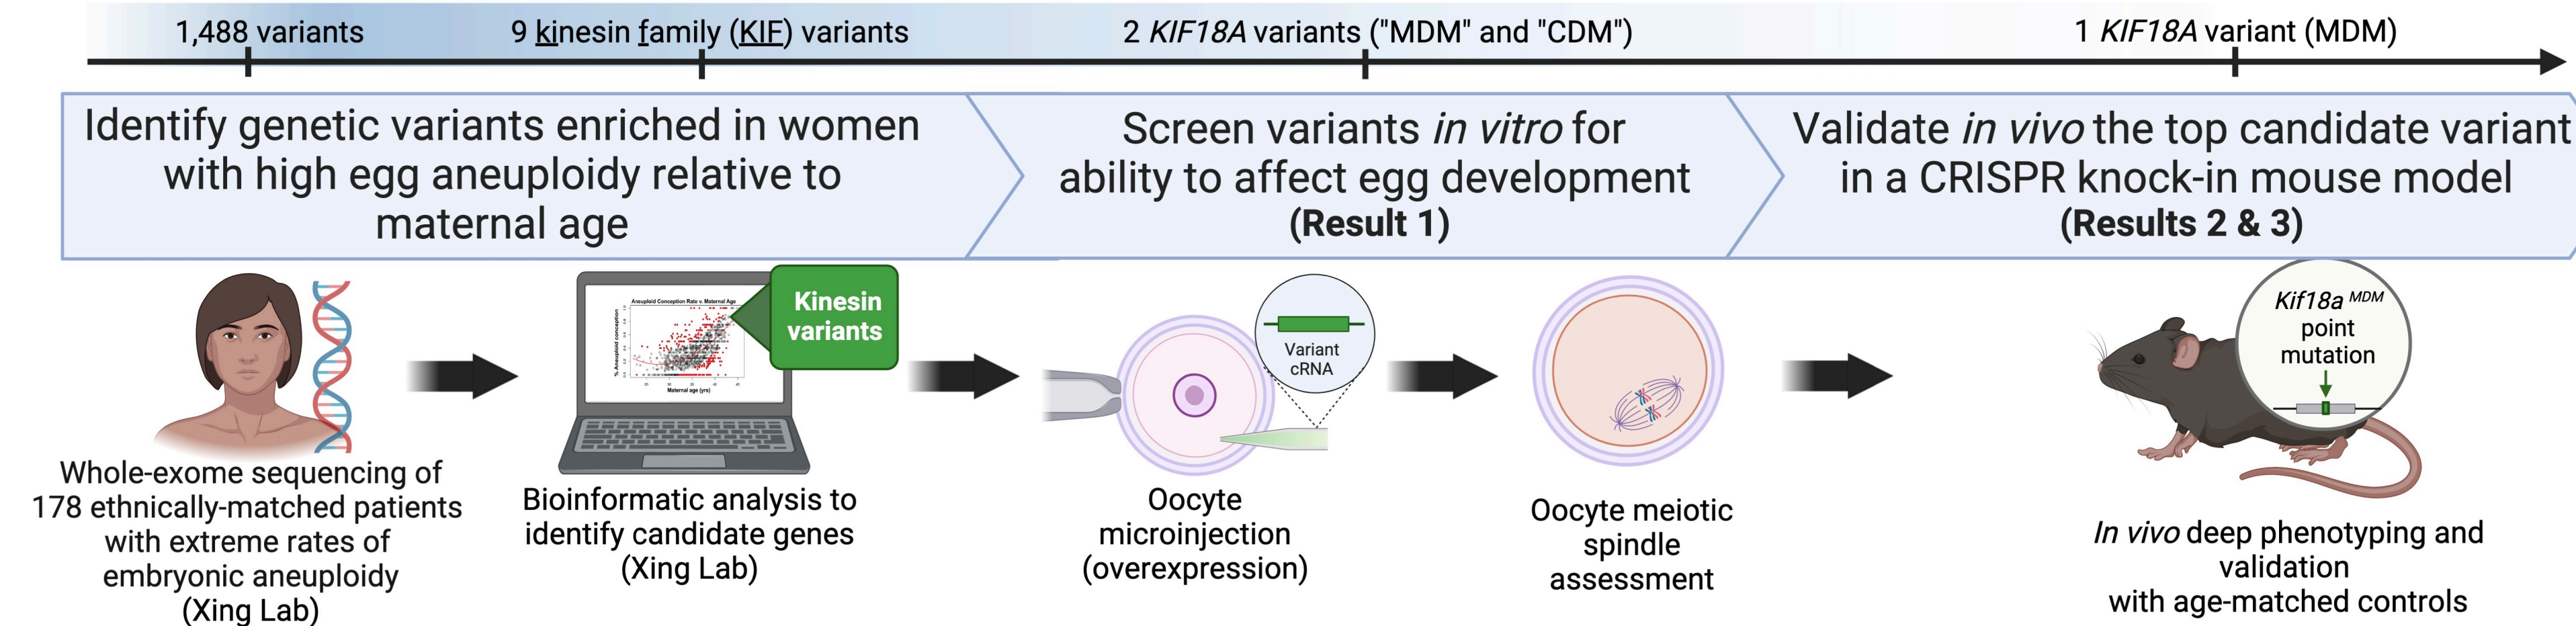 1,488 variants
9 kinesin family (KIF) variants
2 KIF18A variants ("MDM" and "CDM")
1 KIF18A variant (MDM)
Identify genetic variants enriched in women
with high egg aneuploidy relative to
maternal age
Screen variants in vitro for
ability to affect egg development
(Result 1)
Validate in vivo the top candidate variant
in a CRISPR knock-in mouse model
(Results 2 & 3)
Whole-exome sequencing of
178 ethnically-matched patients
with extreme rates of
embryonic aneuploidy
(Xing Lab)
Aneuploid Conception Rate v. Maternal Age
% Aneuploid conception
Maternal age (yrs)
Kinesin
variants
Bioinformatic analysis to
identify candidate genes
(Xing Lab)
Variant
cRNA
Oocyte
microinjection
(overexpression)
Oocyte meiotic
spindle
assessment
Kif18a MDM
point
mutation
In vivo deep phenotyping and
validation
with age-matched controls